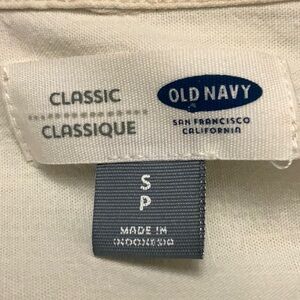 CLASSIC
CLASSIQUE
OLD NAVY
SAN FRANCISCO
CALIFORNIA
S
P
MADE IN
INDONESIA